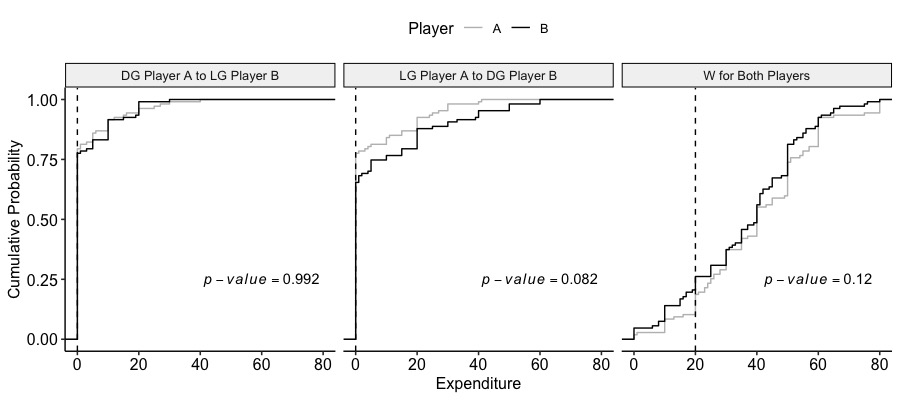 Player A B
DG Player A to LG Player B LG Player A to DG Player B W for Both Players
Cumulative Probability
1.00
0.75
0.50
0.25
0.00
p − value = 0.992 p − value = 0.082 p − value = 0.12
0 20 40 60 80 0 20 40 60 80 0 20 40 60 80
Expenditure